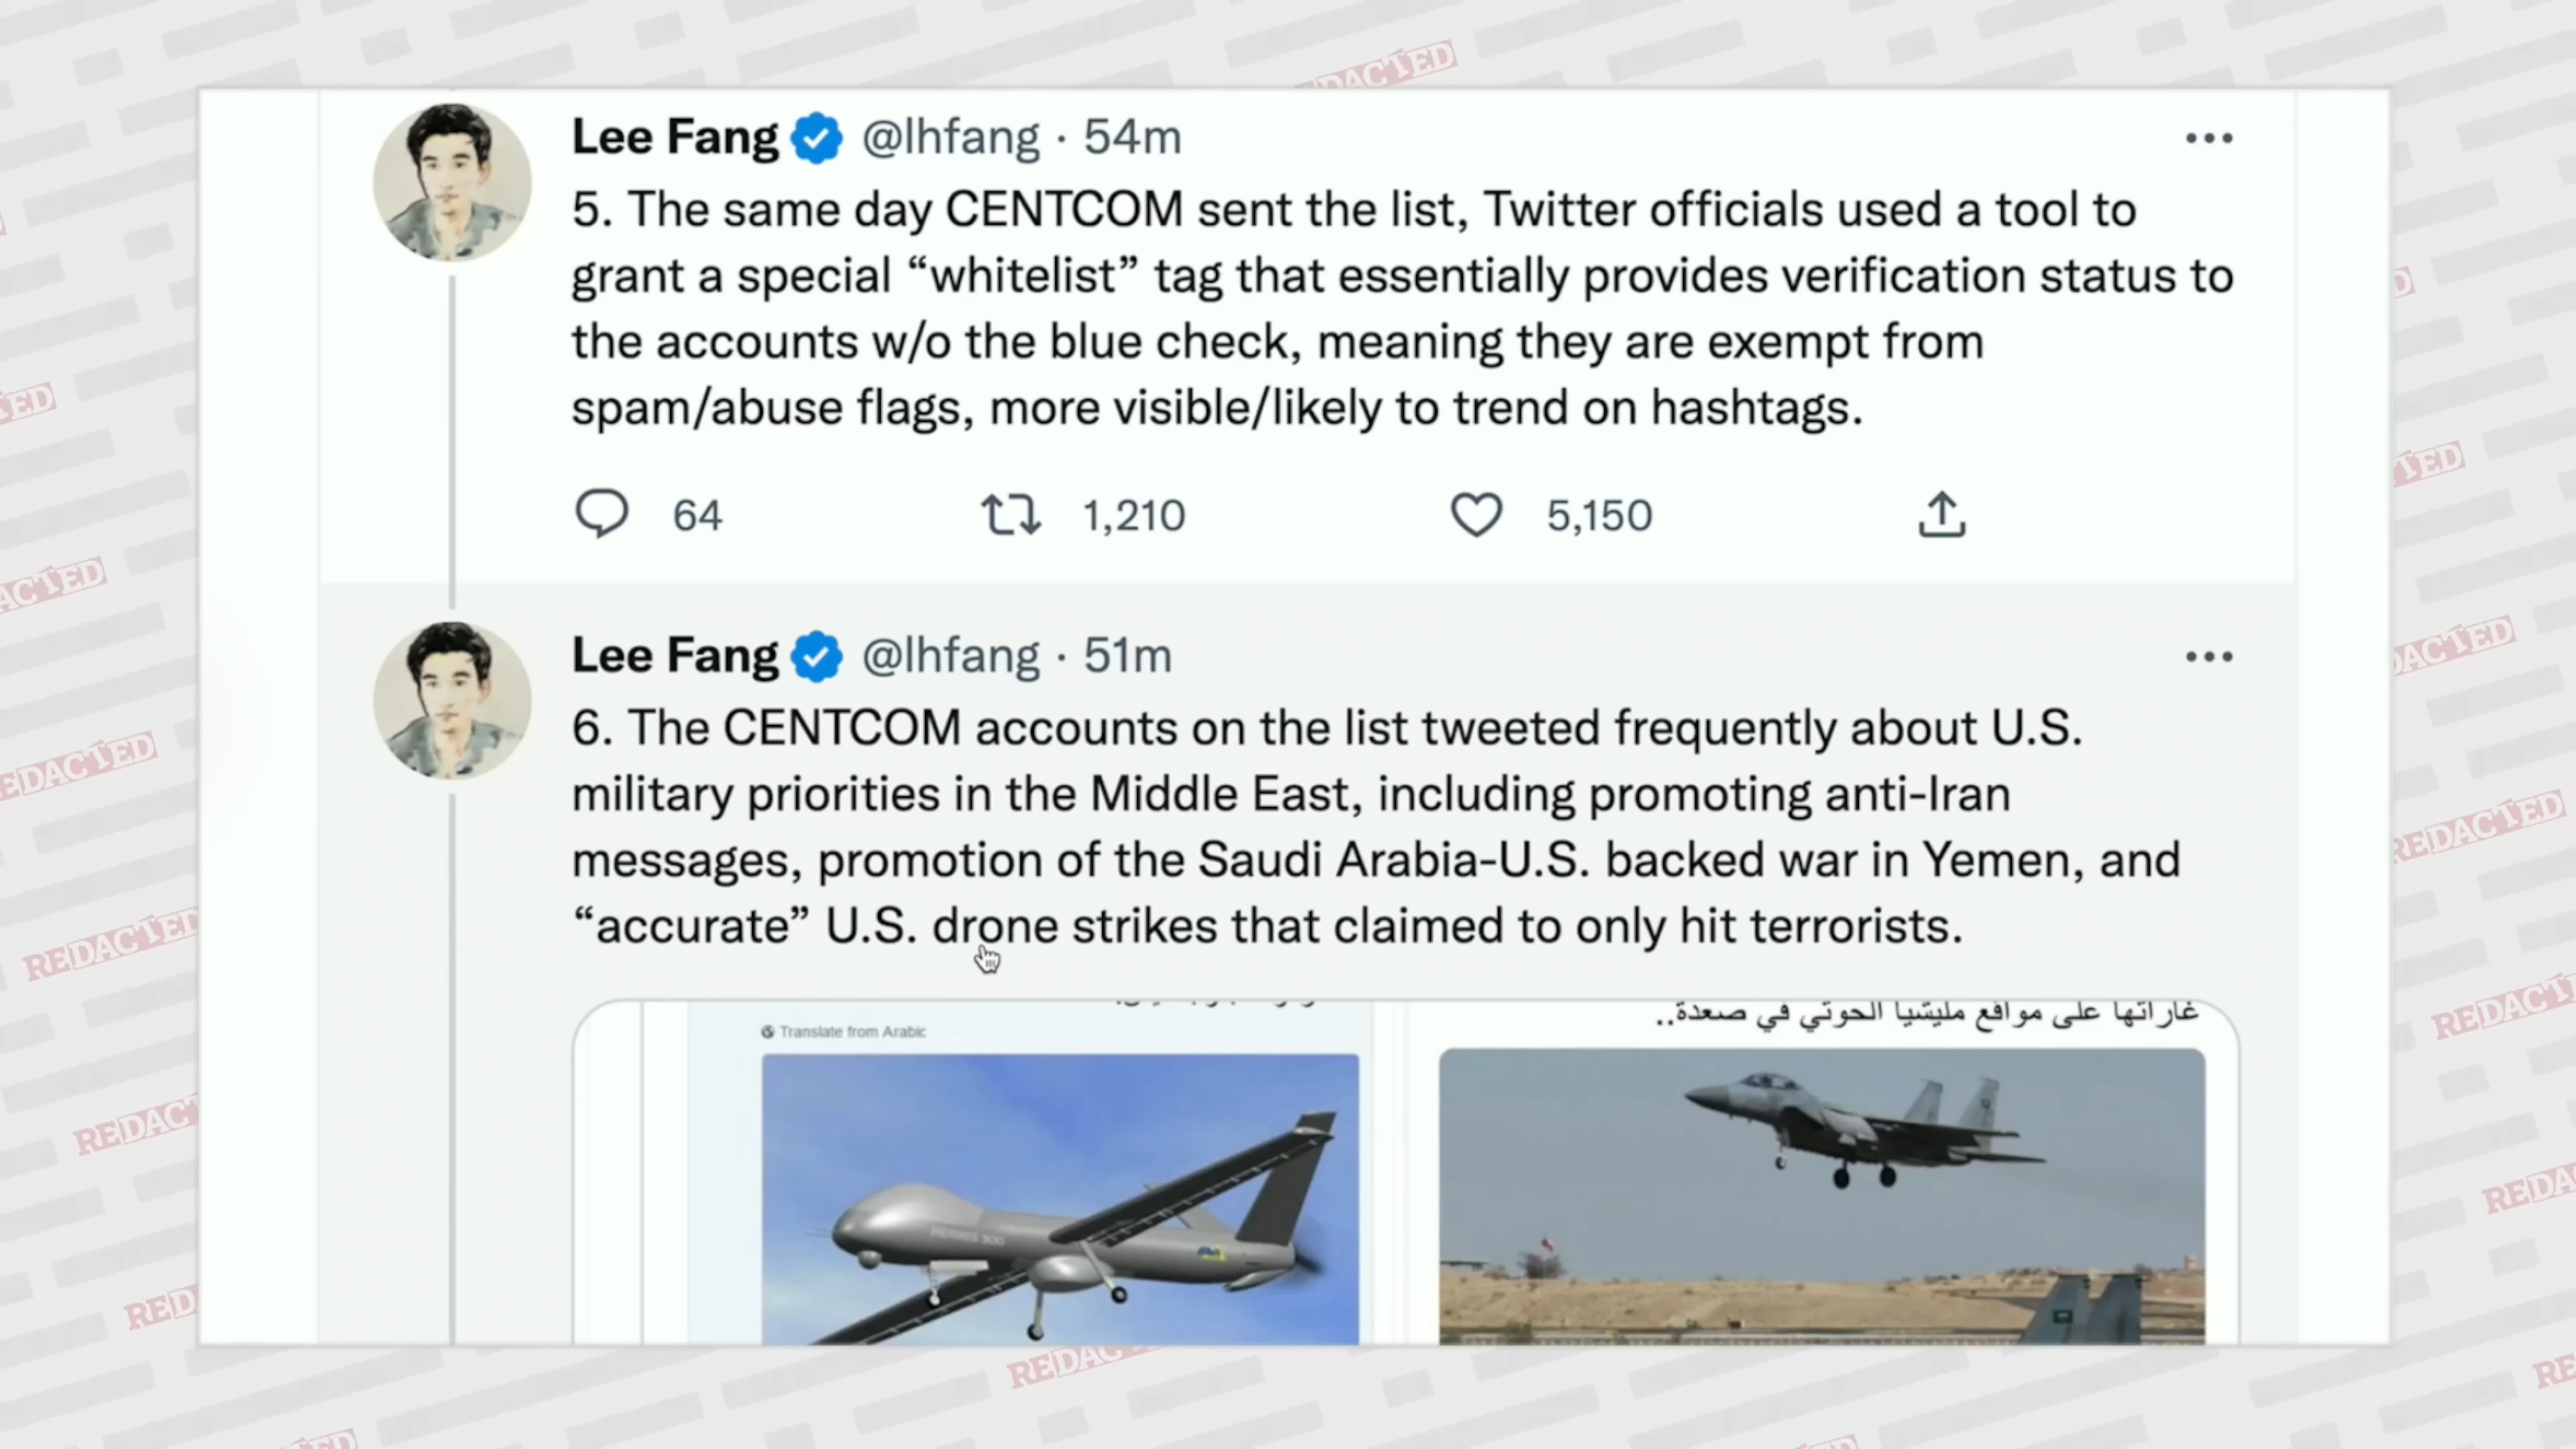 REDACTED
Lee Fang @lhfang · 54m
5. The same day CENTCOM sent the list, Twitter officials used a tool to
grant a special “whitelist” tag that essentially provides verification status to
the accounts w/o the blue check, meaning they are exempt from
spam/abuse flags, more visible/likely to trend on hashtags.
64 1,210 5,150
Lee Fang @lhfang · 51m
6. The CENTCOM accounts on the list tweeted frequently about U.S.
military priorities in the Middle East, including promoting anti-Iran
messages, promotion of the Saudi Arabia-U.S. backed war in Yemen, and
“accurate” U.S. drone strikes that claimed to only hit terrorists.
غاراتها على مواقع مليشيا الحوثي في صعدة..
Translate from Arabic
HERMES 900
REDACTED
REDACTED
REDACTED